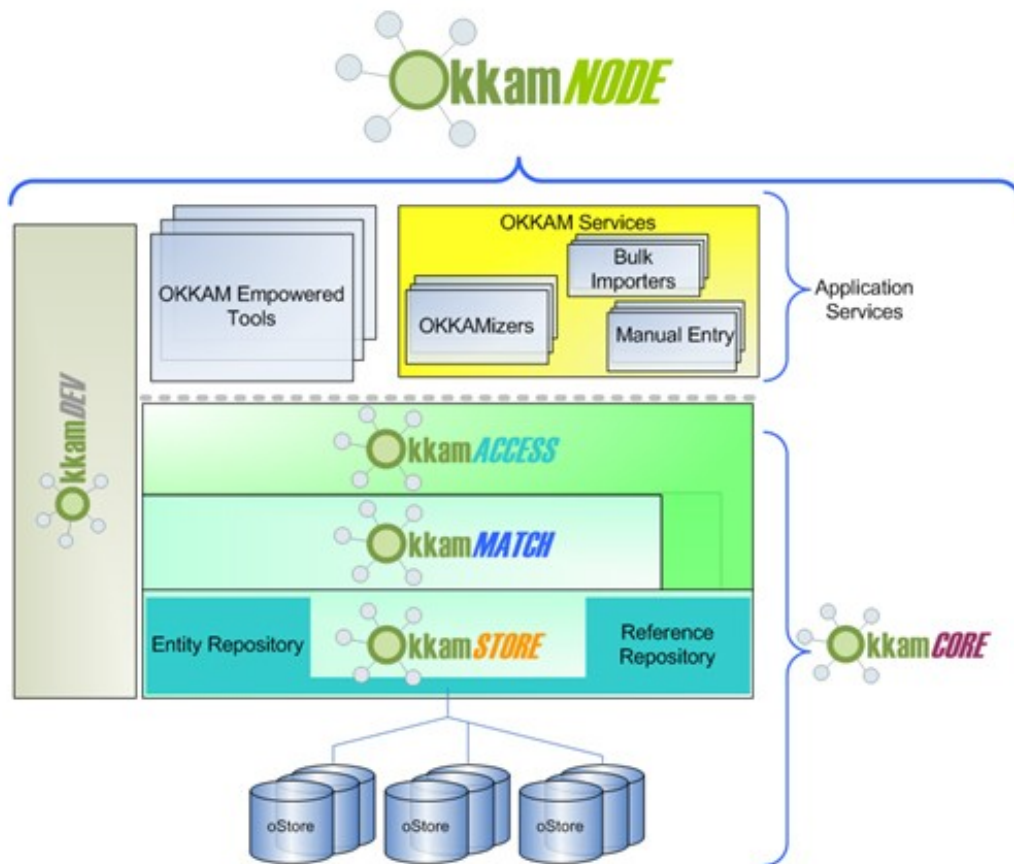 OkkamNODE
OKKAM Services
Bulk
Importers
OKKAM Empowered
Tools
OKKAMizers
Manual Entry
Application
Services
OkkamDEV
OkkamACCESS
OkkamMATCH
Entity Repository
OkkamSTORE
Reference
Repository
OkkamCORE
oStore
oStore
oStore